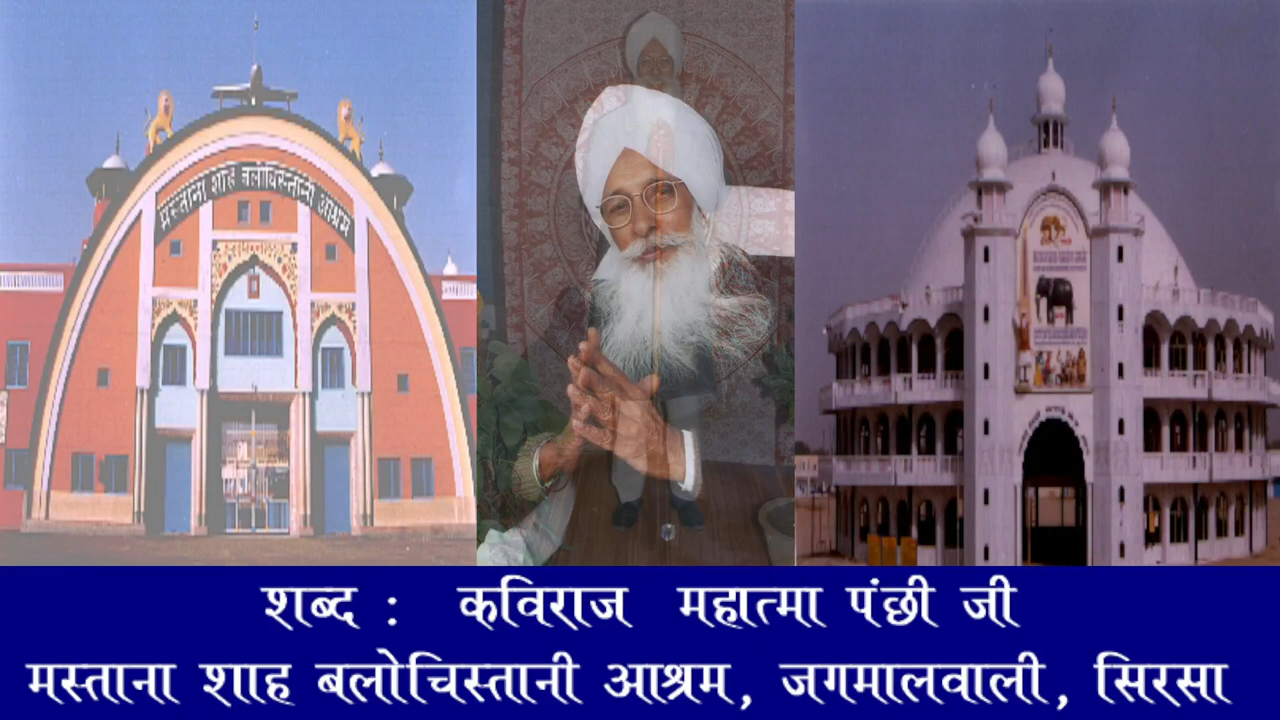 मस्ताना शाह बलोचिस्तानी आश्रम
शब्द : कविराज महात्मा पंछी जी
मस्ताना शाह बलोचिस्तानी आश्रम, जगमालवाली, सिरसा